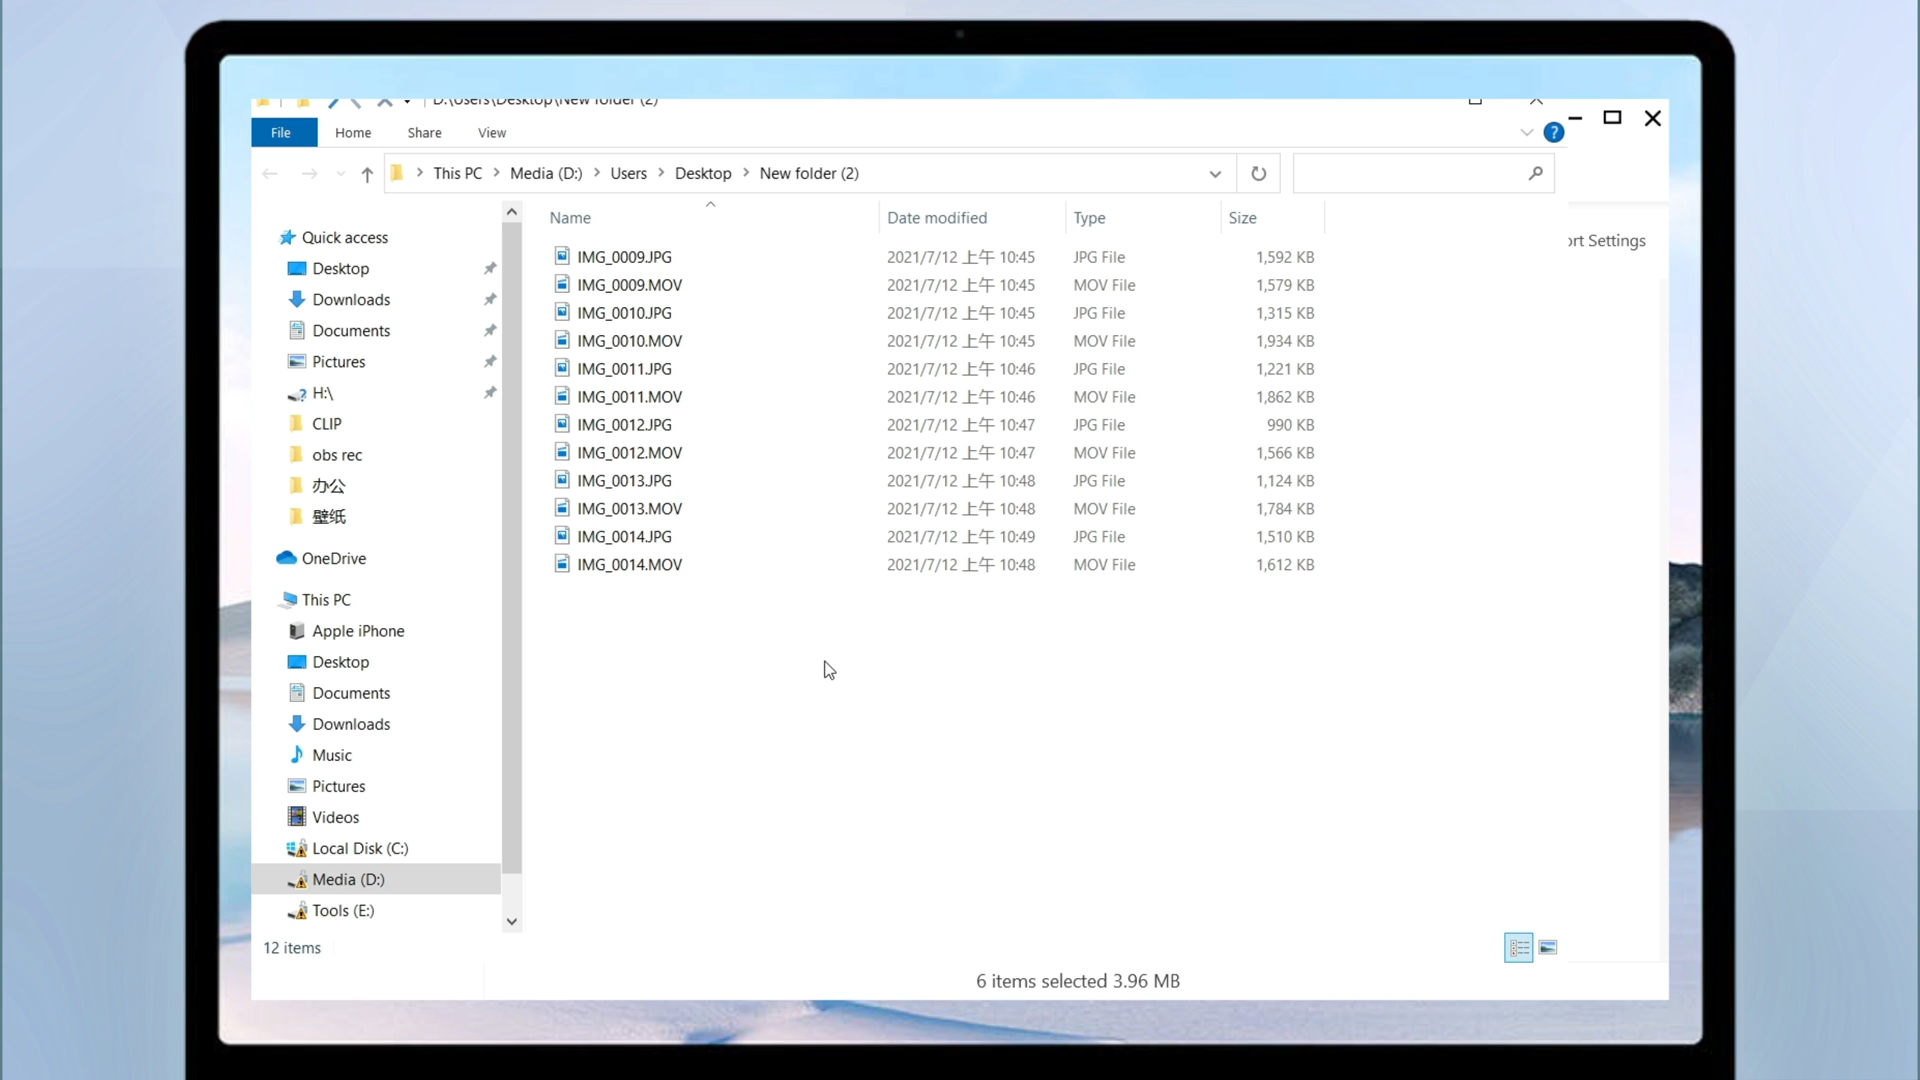 D:\Users\Desktop\New folder (2)
File Home Share View
?
This PC Media (D:) Users Desktop New folder (2)
Name Date modified Type Size
ort Settings
Quick access
Desktop
Downloads
Documents
Pictures
H:\
CLIP
obs rec
办公
壁纸
OneDrive
This PC
Apple iPhone
Desktop
Documents
Downloads
Music
Pictures
Videos
Local Disk (C:)
Media (D:)
Tools (E:)
IMG_0009.JPG 2021/7/12 上午 10:45 JPG File 1,592 KB
IMG_0009.MOV 2021/7/12 上午 10:45 MOV File 1,579 KB
IMG_0010.JPG 2021/7/12 上午 10:45 JPG File 1,315 KB
IMG_0010.MOV 2021/7/12 上午 10:45 MOV File 1,934 KB
IMG_0011.JPG 2021/7/12 上午 10:46 JPG File 1,221 KB
IMG_0011.MOV 2021/7/12 上午 10:46 MOV File 1,862 KB
IMG_0012.JPG 2021/7/12 上午 10:47 JPG File 990 KB
IMG_0012.MOV 2021/7/12 上午 10:47 MOV File 1,566 KB
IMG_0013.JPG 2021/7/12 上午 10:48 JPG File 1,124 KB
IMG_0013.MOV 2021/7/12 上午 10:48 MOV File 1,784 KB
IMG_0014.JPG 2021/7/12 上午 10:49 JPG File 1,510 KB
IMG_0014.MOV 2021/7/12 上午 10:48 MOV File 1,612 KB
12 items
6 items selected 3.96 MB